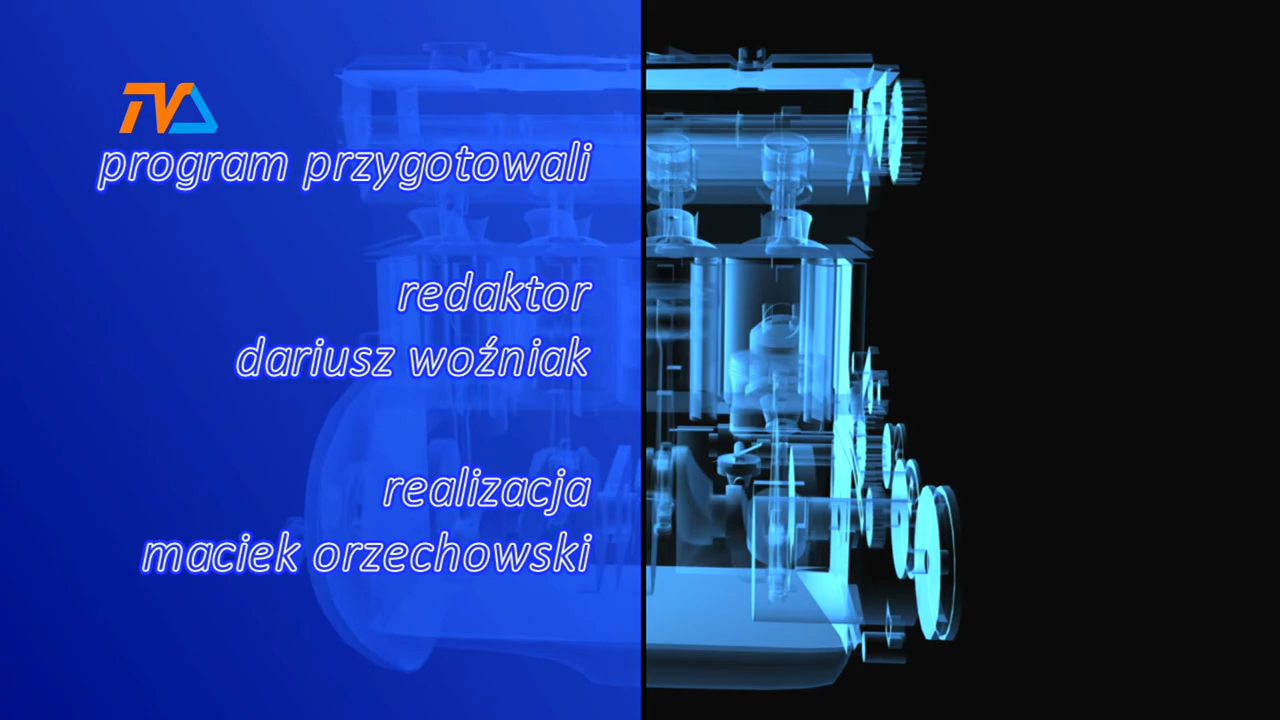 TVA
program przygotowali
redaktor
dariusz woźniak
realizacja
maciek orzechowski